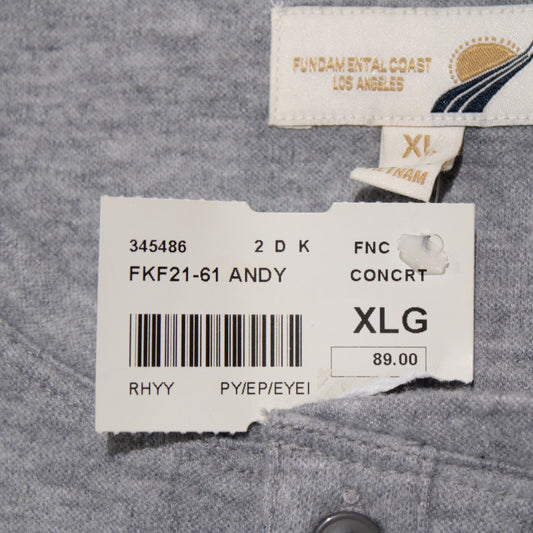 FUNDAMENTAL COAST
LOS ANGELES
XL
345486 2 D K FNC
FKF21-61 ANDY CONCRT
XLG
89.00
RHYY PY/EP/EYEI